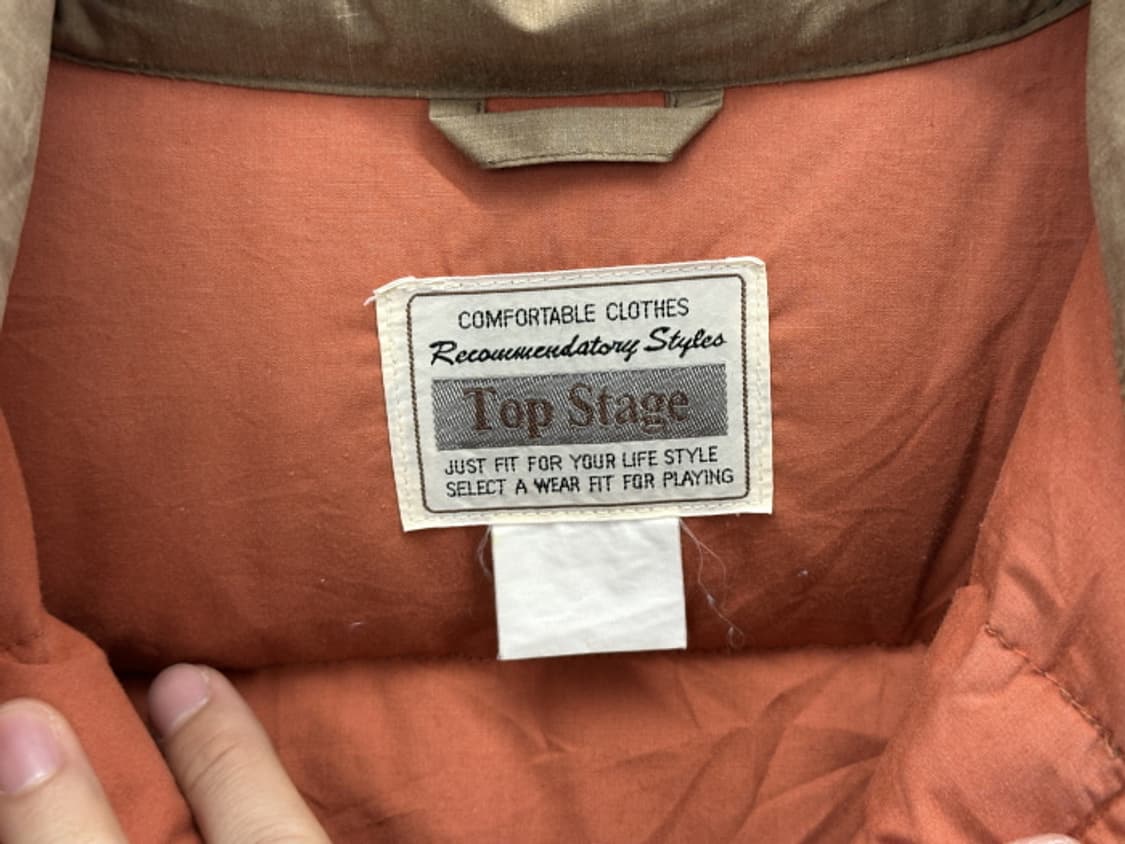 COMFORTABLE CLOTHES
Recommendatory Styles
Top Stage
JUST FIT FOR YOUR LIFE STYLE
SELECT A WEAR FIT FOR PLAYING